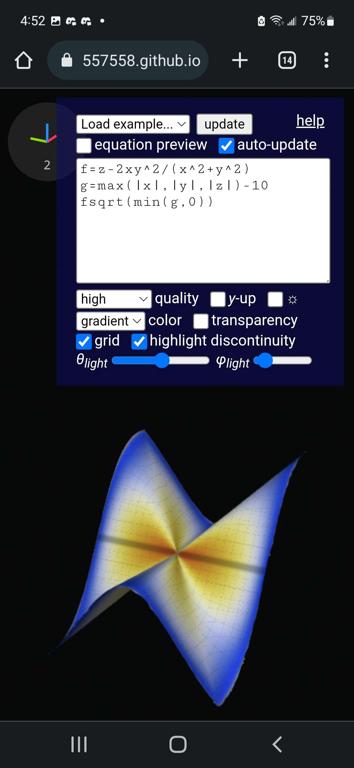 4:52
75%
557558.github.io
14
2
Load example... update help
equation preview auto-update
f=z-2xy^2/(x^2+y^2)
g=max(|x|,|y|,|z|)-10
fsqrt(min(g,0))
high quality y-up
gradient color transparency
grid highlight discontinuity
θlight φlight